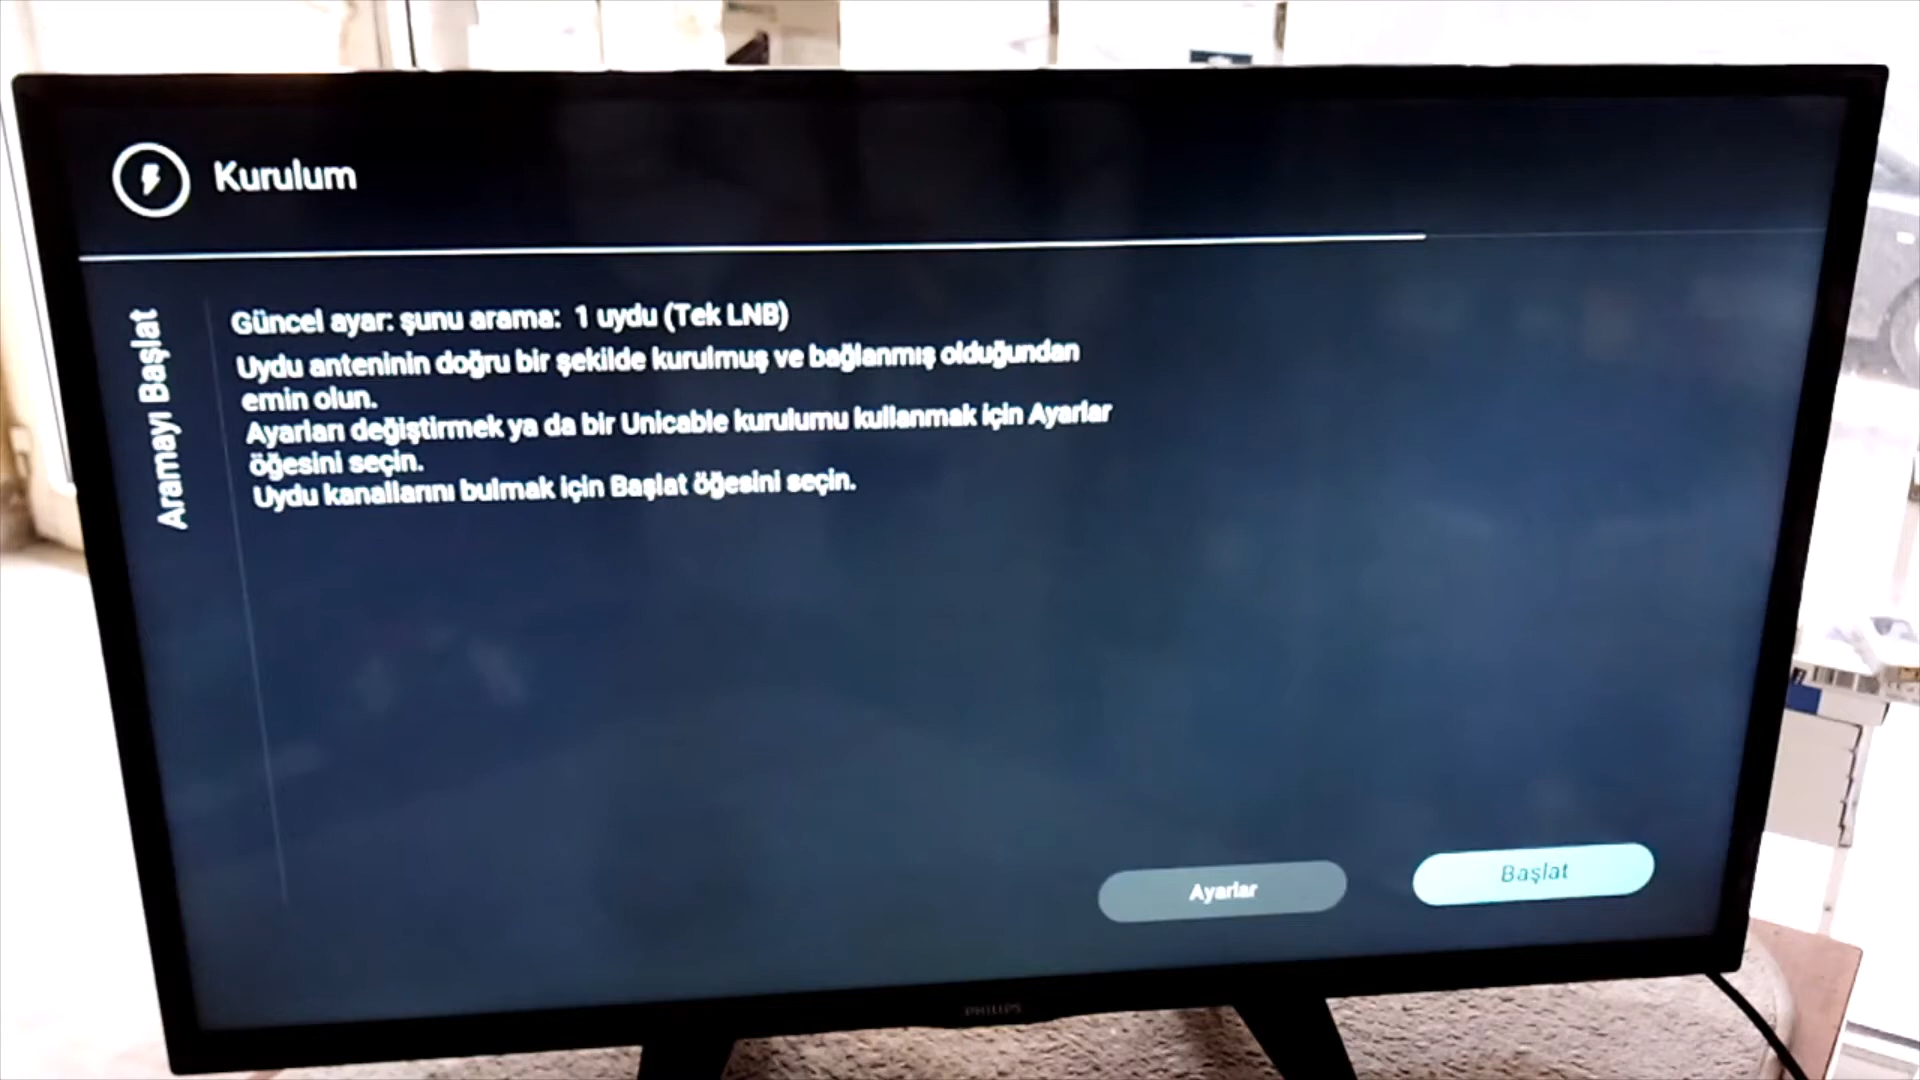 Kurulum
Aramayı Başlat
Güncel ayar: şunu arama: 1 uydu (Tek LNB)
Uydu anteninin doğru bir şekilde kurulmuş ve bağlanmış olduğundan
emin olun.
Ayarları değiştirmek ya da bir Unicable kurulumu kullanmak için Ayarlar
öğesini seçin.
Uydu kanallarını bulmak için Başlat öğesini seçin.
Ayarlar
Başlat
PHILIPS